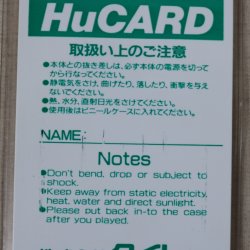 HuCARD
取扱い上のご注意
●本体との抜き差しは、必ず本体の電源を切っ
てから行なってください。
●静電気をさけ、曲げたり、落したり、衝撃を与え
ないでください。
●熱、水分、直射日光をさけてください。
●使用後はビニールケースに入れてください。
NAME:
Notes
●Don't bend, drop or subject to
shock.
●Keep away from static electricity,
heat, water and direct sunlight.
●Please put back in-to the case
after you played.